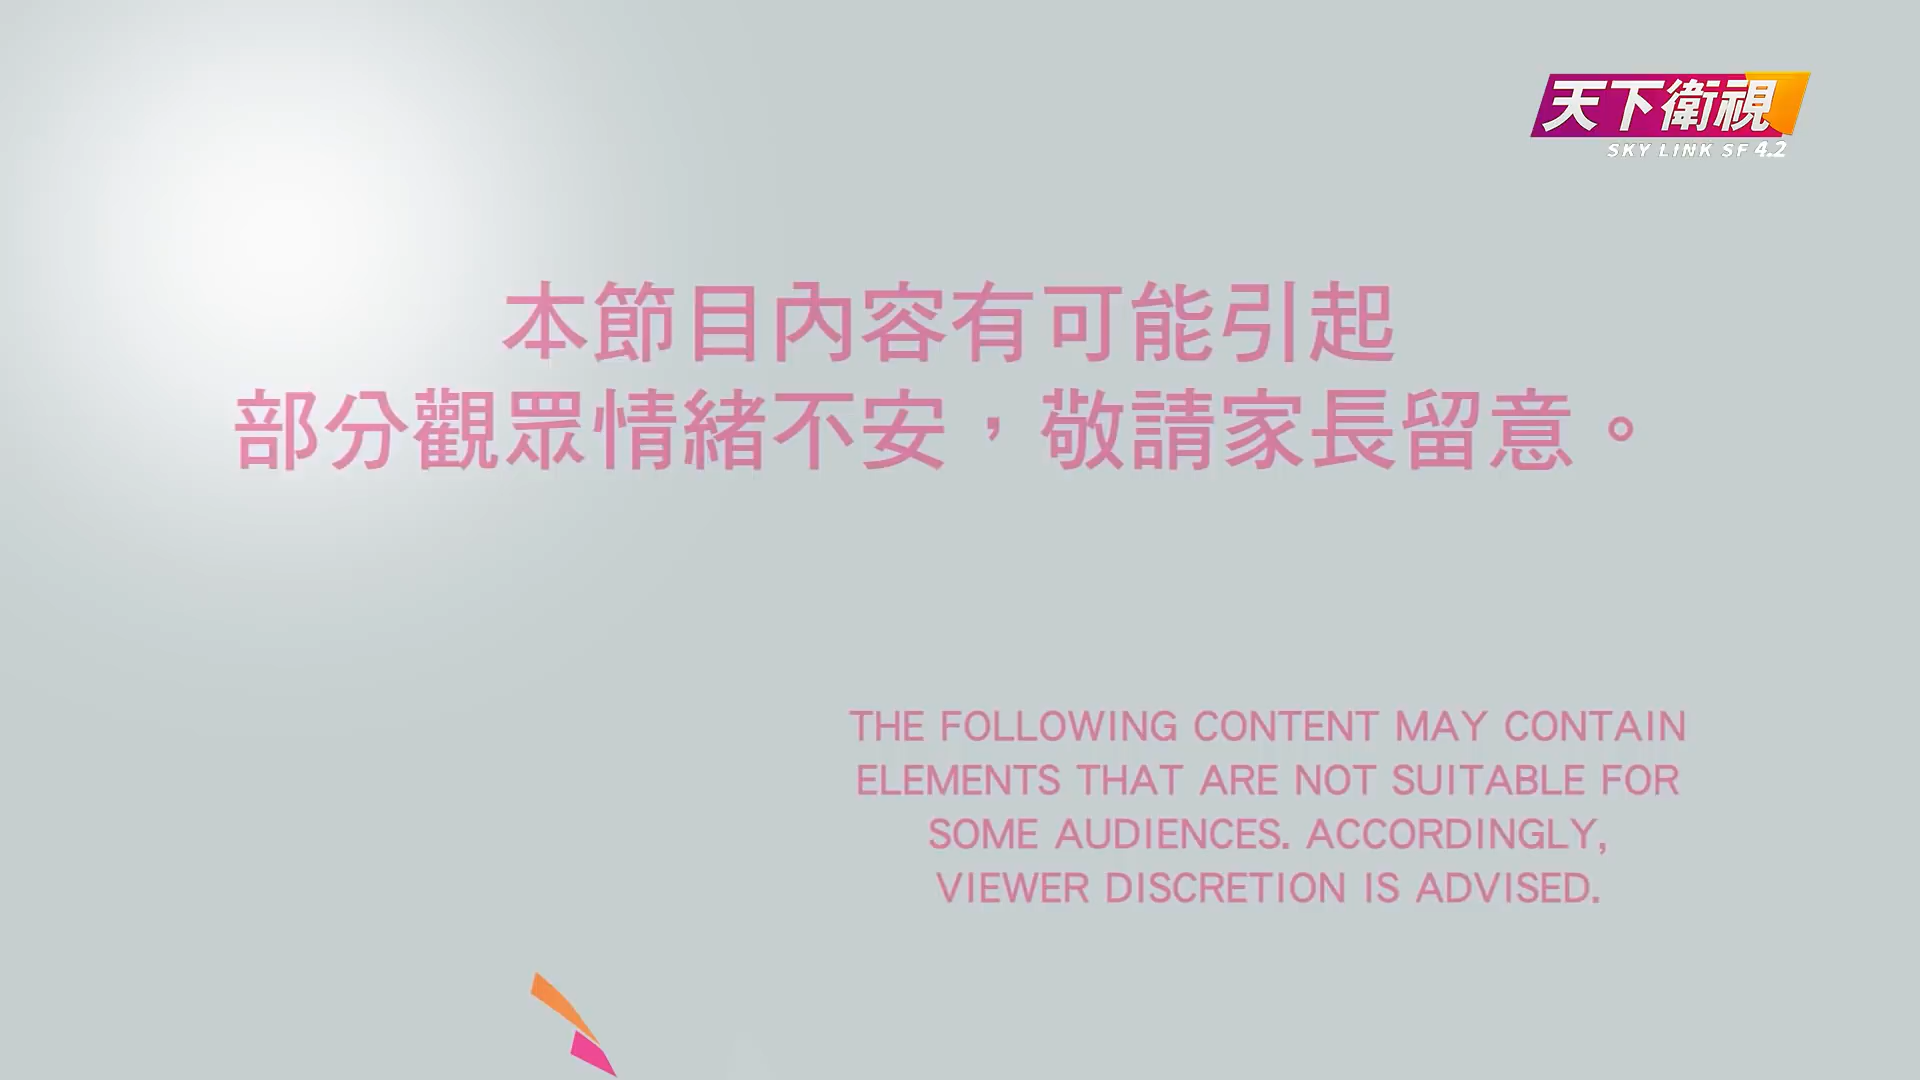 天下衛視
SKY LINK SF 4.2
本節目內容有可能引起
部分觀眾情緒不安，敬請家長留意。
THE FOLLOWING CONTENT MAY CONTAIN
ELEMENTS THAT ARE NOT SUITABLE FOR
SOME AUDIENCES. ACCORDINGLY,
VIEWER DISCRETION IS ADVISED.